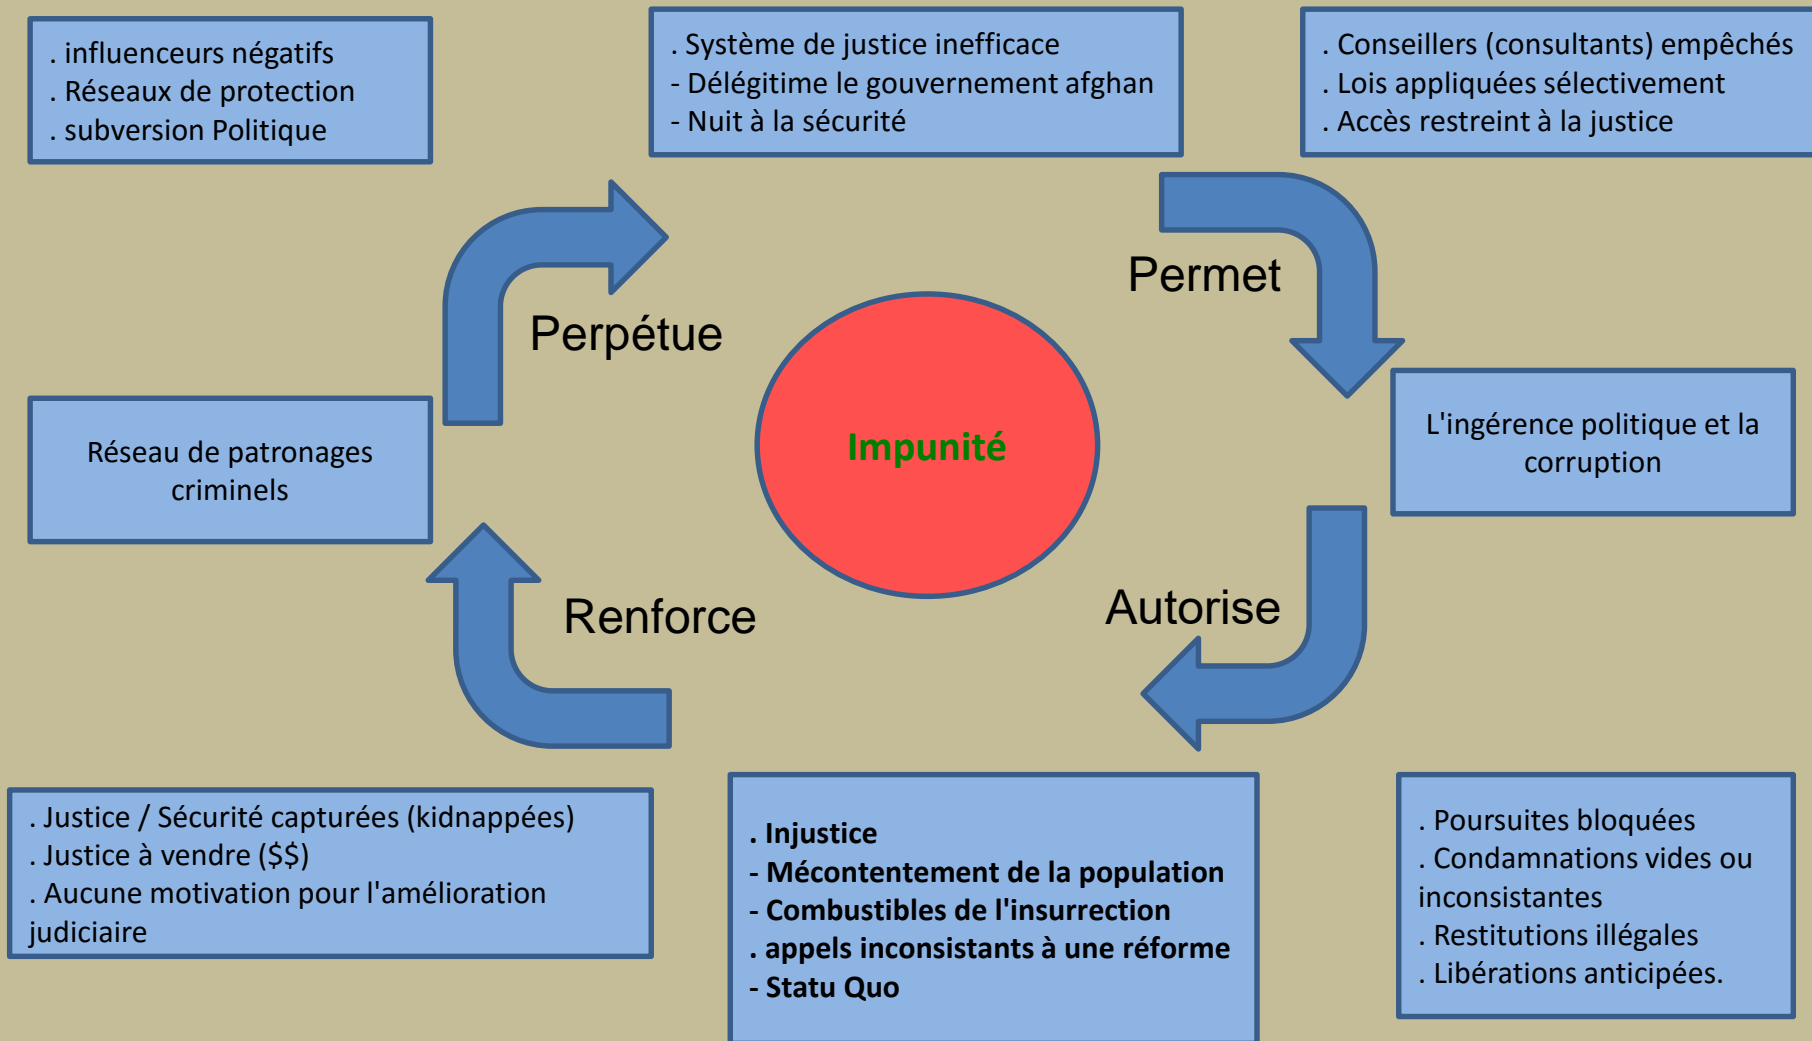 . influenceurs négatifs
. Réseaux de protection
. subversion Politique
. Système de justice inefficace
- Délégitime le gouvernement afghan
- Nuit à la sécurité
. Conseillers (consultants) empêchés
. Lois appliquées sélectivement
. Accès restreint à la justice
Permet
Perpétue
Réseau de patronages
criminels
Impunité
L'ingérence politique et la
corruption
Renforce
Autorise
. Justice / Sécurité capturées (kidnappées)
. Justice à vendre ($$)
. Aucune motivation pour l'amélioration
judiciaire
. Injustice
- Mécontentement de la population
- Combustibles de l'insurrection
. appels inconsistants à une réforme
- Statu Quo
. Poursuites bloquées
. Condamnations vides ou
inconsistantes
. Restitutions illégales
. Libérations anticipées.